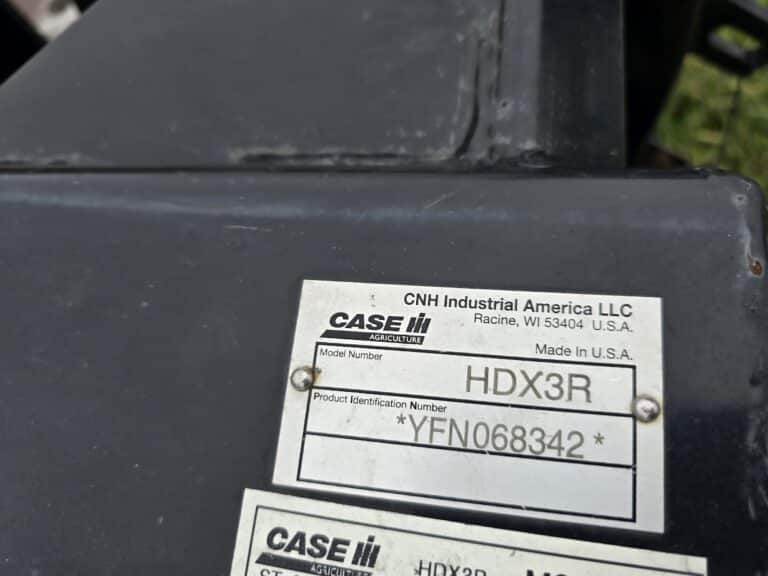 CNH Industrial America LLC
Racine, WI 53404 U.S.A.
CASE IH
AGRICULTURE
Made in U.S.A.
Model Number
HDX3R
Product Identification Number
*YFN068342*
CASE IH
AGRICULTURE
HDX3R